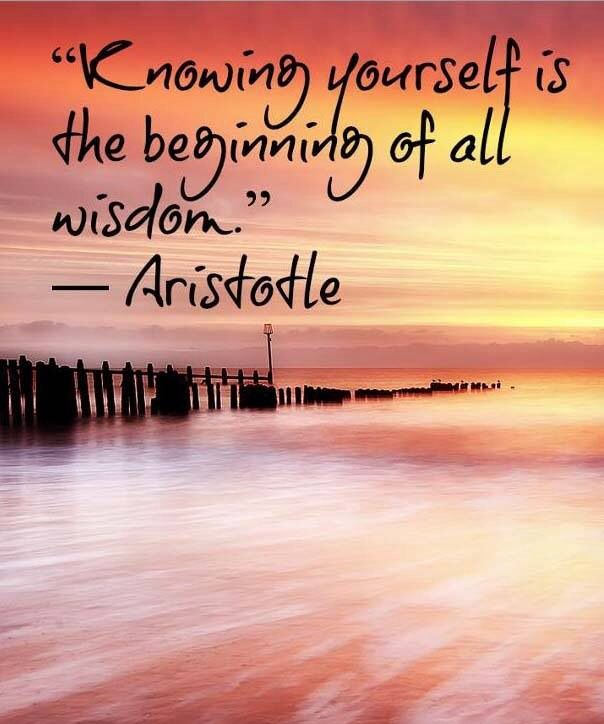 “Knowing yourself is
the beginning of all
wisdom.”
— Aristotle